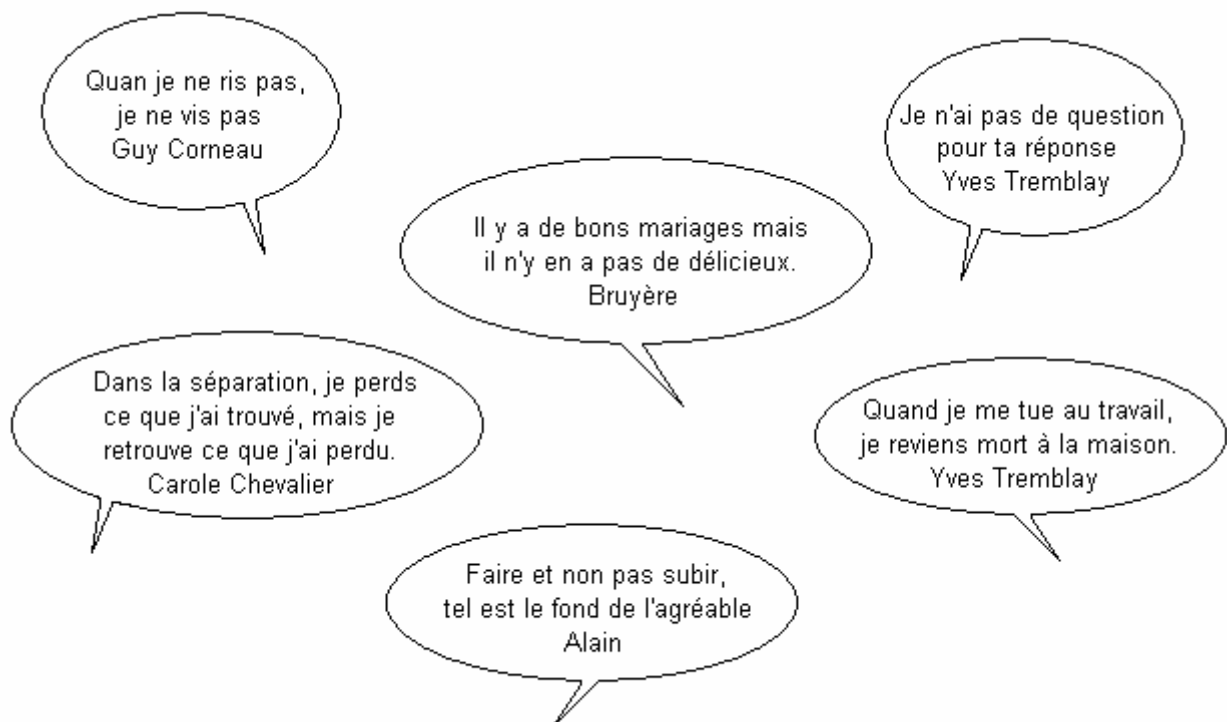 Quan je ne ris pas,
je ne vis pas
Guy Corneau
Je n'ai pas de question
pour ta réponse
Yves Tremblay
Il y a de bons mariages mais
il n'y en a pas de délicieux.
Bruyère
Dans la séparation, je perds
ce que j'ai trouvé, mais je
retrouve ce que j'ai perdu.
Carole Chevalier
Quand je me tue au travail,
je reviens mort à la maison.
Yves Tremblay
Faire et non pas subir,
tel est le fond de l'agréable
Alain